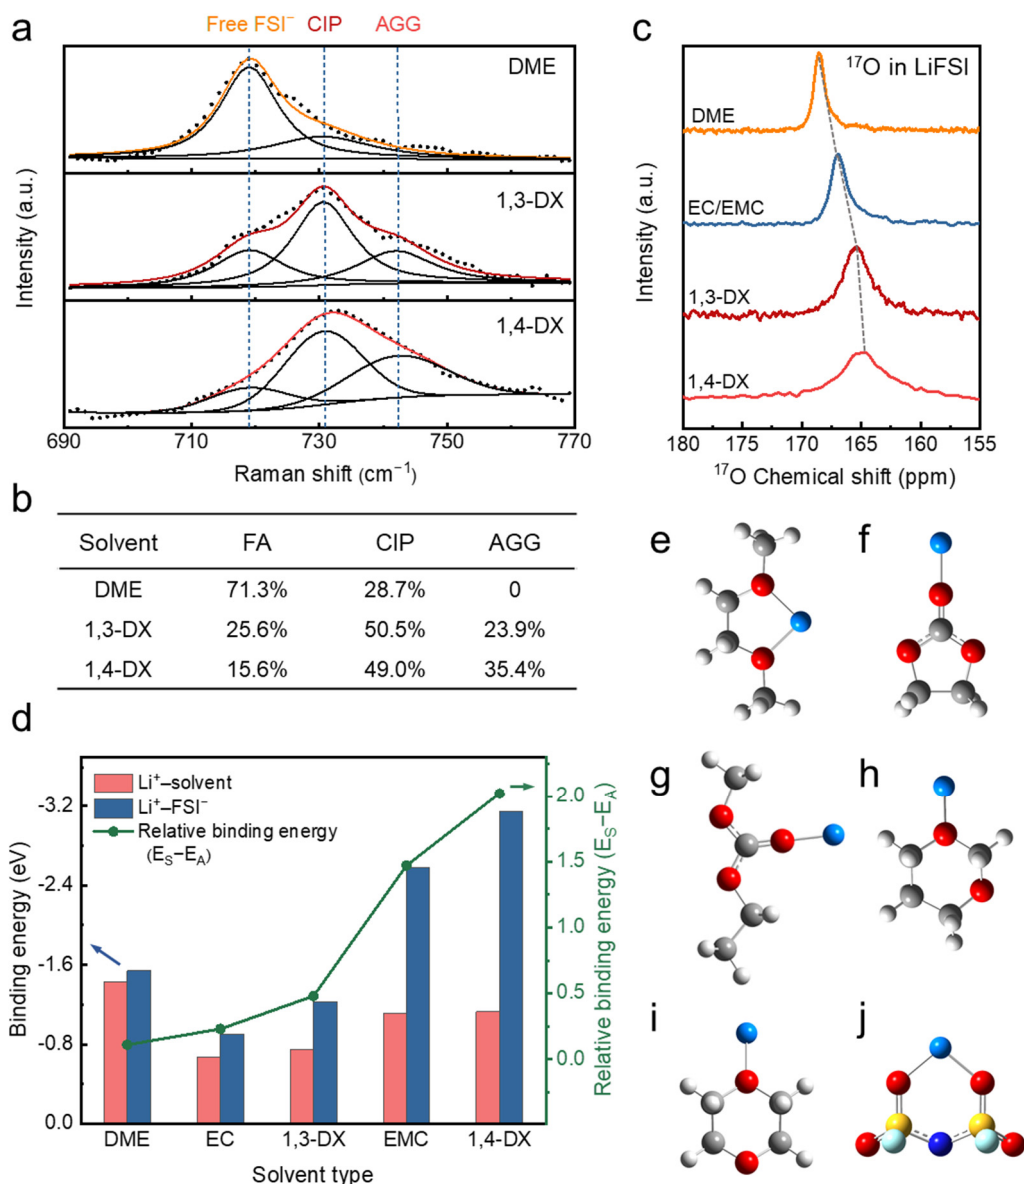 a
Free FSI⁻ CIP AGG
DME
1,3-DX
1,4-DX
Intensity (a.u.)
690 710 730 750 770
Raman shift (cm⁻¹)
c
¹⁷O in LiFSI
DME
EC/EMC
1,3-DX
1,4-DX
Intensity (a.u.)
180 175 170 165 160 155
¹⁷O Chemical shift (ppm)
b
Solvent FA CIP AGG
DME 71.3% 28.7% 0
1,3-DX 25.6% 50.5% 23.9%
1,4-DX 15.6% 49.0% 35.4%
d
Li⁺–solvent
Li⁺–FSI⁻
Relative binding energy
(E_S–E_A)
Binding energy (eV)
-3.2
-2.4
-1.6
-0.8
0.0
Relative binding energy (E_S–E_A)
2.0
1.5
1.0
0.5
0.0
DME EC 1,3-DX EMC 1,4-DX
Solvent type
e f
g h
i j